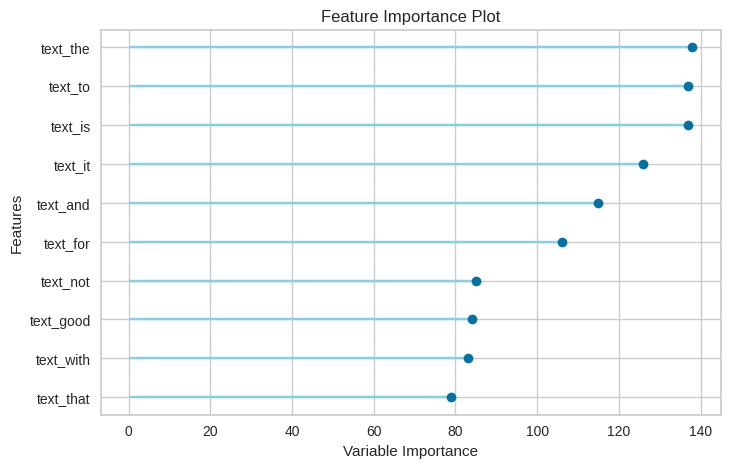 Feature Importance Plot
text_the
text_to
text_is
text_it
text_and
text_for
text_not
text_good
text_with
text_that
Features
0 20 40 60 80 100 120 140
Variable Importance